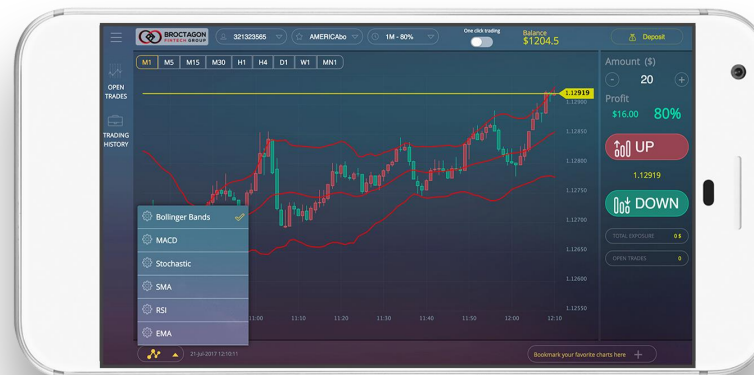 BROCTAGON
FINTECH GROUP
321323565
AMERICAbo
1M - 80%
One click trading
Balance
$1204.5
Deposit
M1 M5 M15 M30 H1 H4 D1 W1 MN1
OPEN
TRADES
TRADING
HISTORY
1.12919
1.12900
1.12850
1.12800
1.12750
1.12700
1.12650
1.12600
1.12550
Amount ($)
- 20 +
Profit
$16.00 80%
UP
1.12919
DOWN
TOTAL EXPOSURE 0 $
OPEN TRADES 0
Bollinger Bands
MACD
Stochastic
SMA
RSI
EMA
11:00 11:10 11:20 11:30 11:40 11:50 12:00 12:10
21-Jul-2017 12:10:11
Bookmark your favorite charts here +